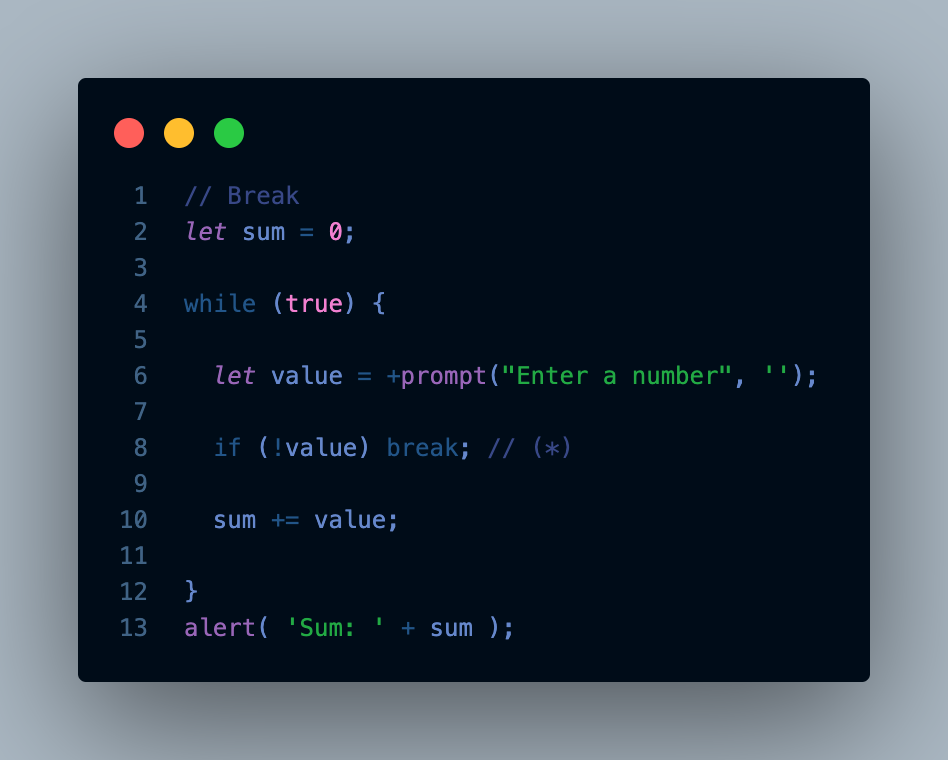 1 // Break
2 let sum = 0;
3
4 while (true) {
5
6 let value = +prompt("Enter a number", '');
7
8 if (!value) break; // (*)
9
10 sum += value;
11
12 }
13 alert( 'Sum: ' + sum );